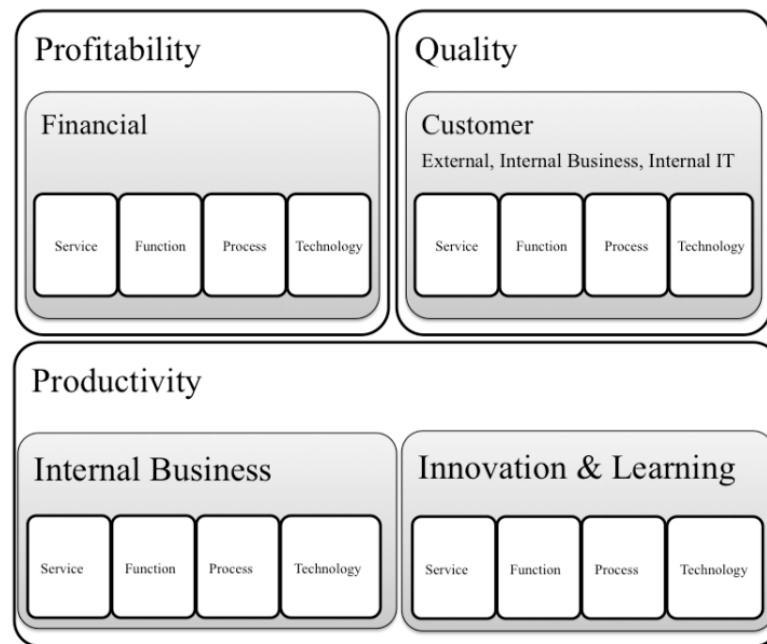 Profitability
Financial
Service Function Process Technology
Quality
Customer
External, Internal Business, Internal IT
Service Function Process Technology
Productivity
Internal Business
Service Function Process Technology
Innovation & Learning
Service Function Process Technology